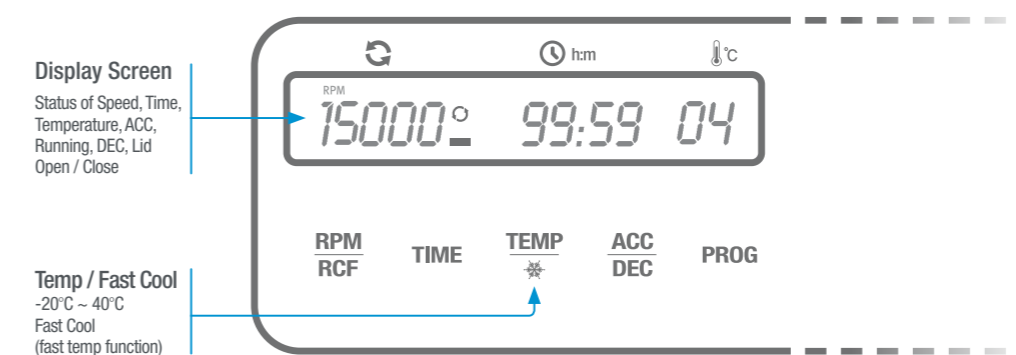 h:m
°C
Display Screen
Status of Speed, Time,
Temperature, ACC,
Running, DEC, Lid
Open / Close
RPM
15000 99:59 04
RPM
RCF
TIME
TEMP
ACC
DEC
PROG
Temp / Fast Cool
-20°C ~ 40°C
Fast Cool
(fast temp function)